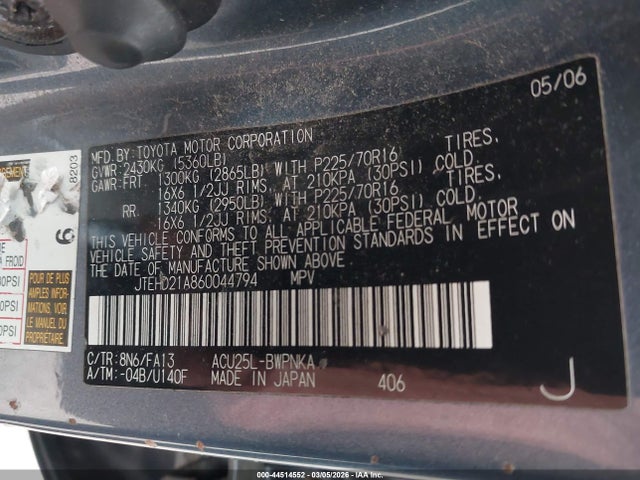 05/06
MFD. BY: TOYOTA MOTOR CORPORATION
GVWR: 2430KG (5360LB)
GAWR: FRT. 1300KG (2865LB) WITH P225/70R16 TIRES,
16X6 1/2JJ RIMS, AT 210KPA (30PSI) COLD.
RR. 1340KG (2950LB) WITH P225/70R16 TIRES,
16X6 1/2JJ RIMS, AT 210KPA (30PSI) COLD.
THIS VEHICLE CONFORMS TO ALL APPLICABLE FEDERAL MOTOR
VEHICLE SAFETY AND THEFT PREVENTION STANDARDS IN EFFECT ON
THE DATE OF MANUFACTURE SHOWN ABOVE.
JTEHD21A860044794 MPV
C/TR: 8N6/FA13 ACU25L-BWPNKA
A/TM: -04B/U140F MADE IN JAPAN 406
J
8203
6
A FROID
POUR DE PLUS
AMPLES INFOR-
MATIONS, VOIR
LE GUIDE DU
PROPRIETAIRE
000-44514552 | 03/05/2026 | © IAA, Inc.